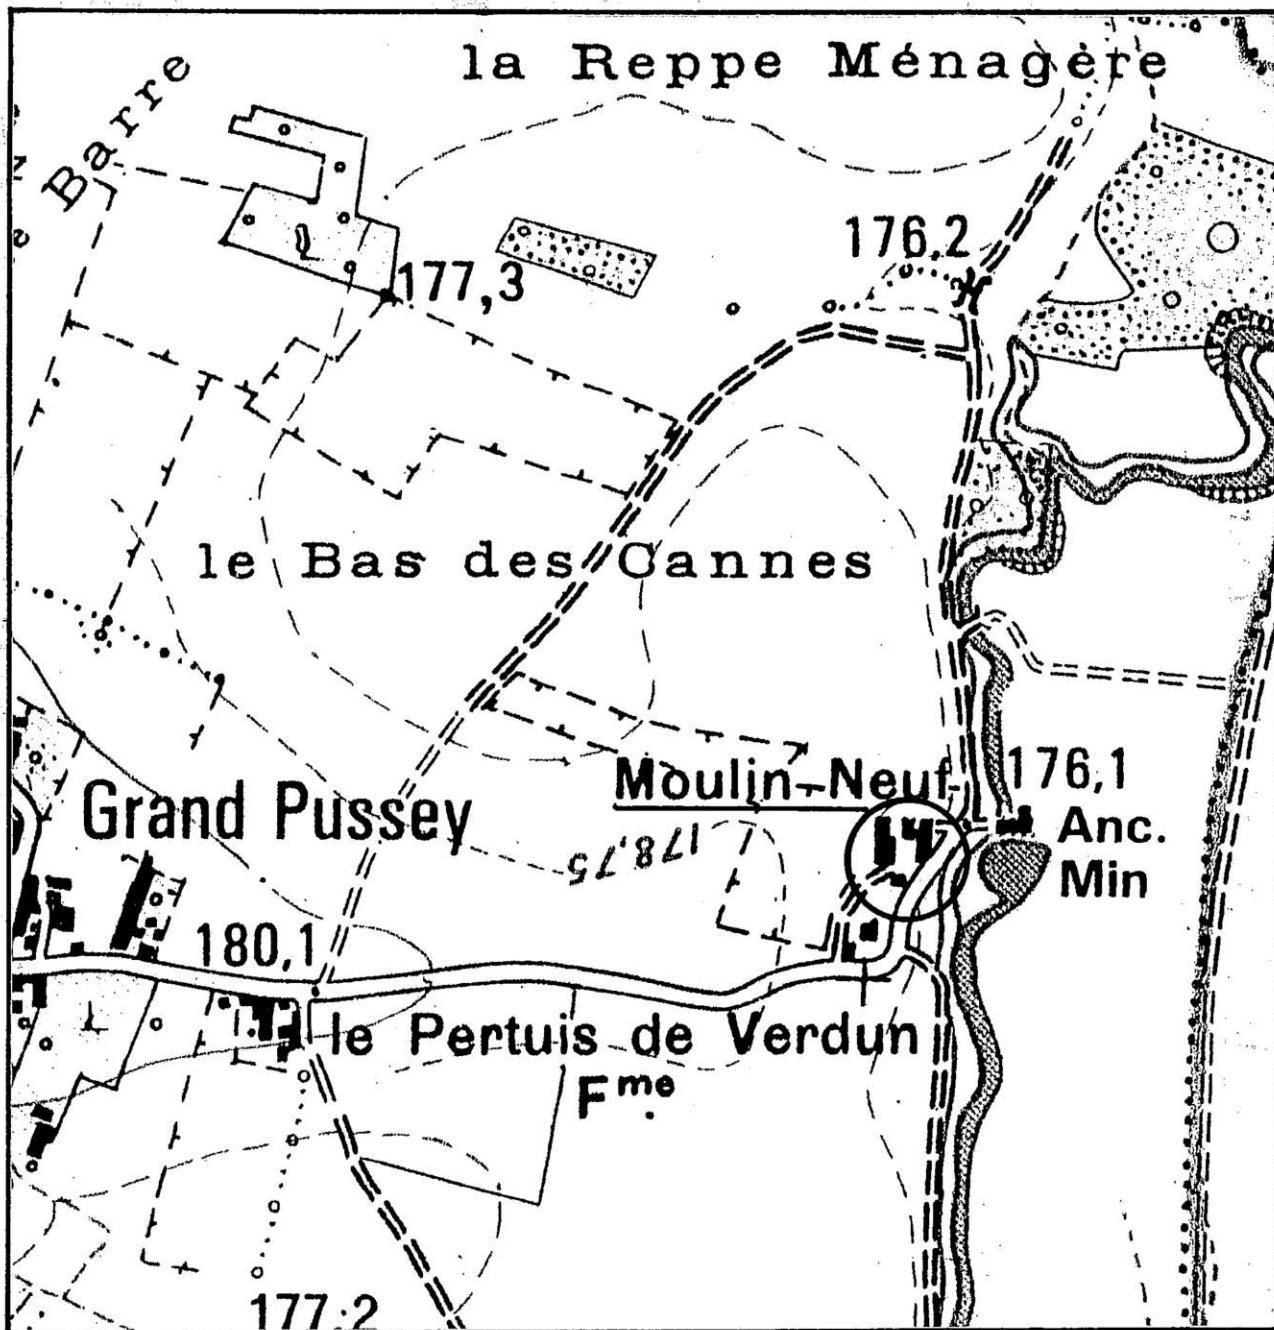 la Reppe Ménagère
Barre
176,2
177,3
le Bas des Cannes
Moulin-Neuf
176,1
Anc.
Min
Grand Pussey
178,75
180,1
le Pertuis de Verdun
Fme
177,2